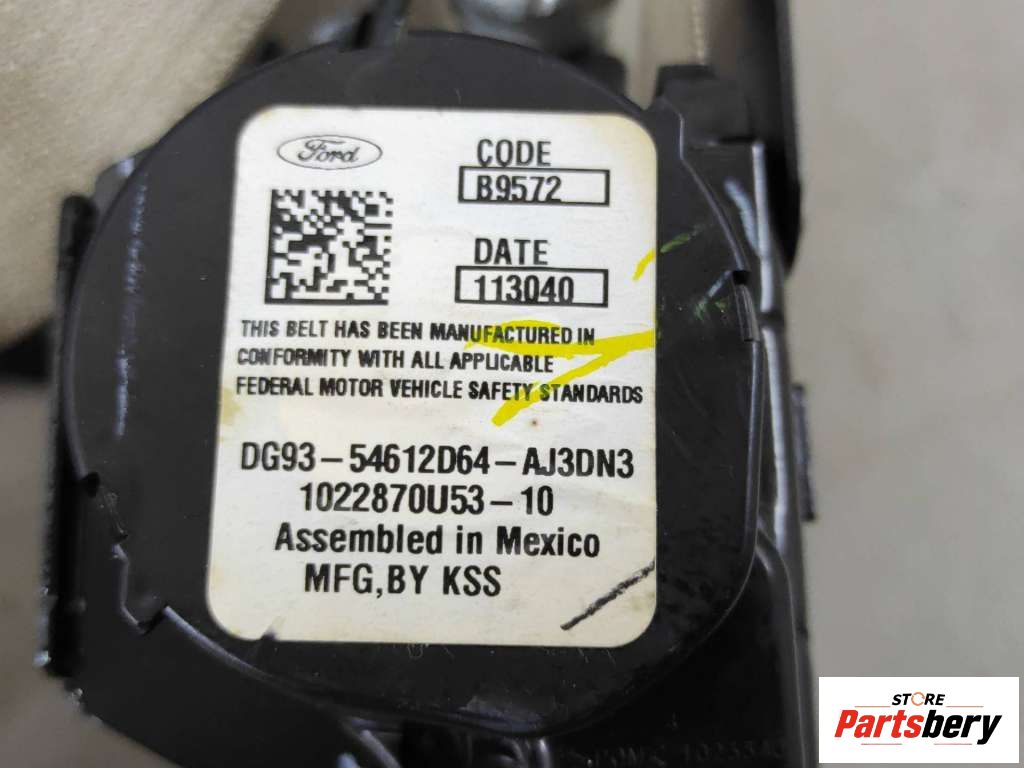 Ford
CODE
B9572
DATE
113040
THIS BELT HAS BEEN MANUFACTURED IN
CONFORMITY WITH ALL APPLICABLE
FEDERAL MOTOR VEHICLE SAFETY STANDARDS
DG93-54612D64-AJ3DN3
1022870U53-10
Assembled in Mexico
MFG,BY KSS
STORE
Partsbery